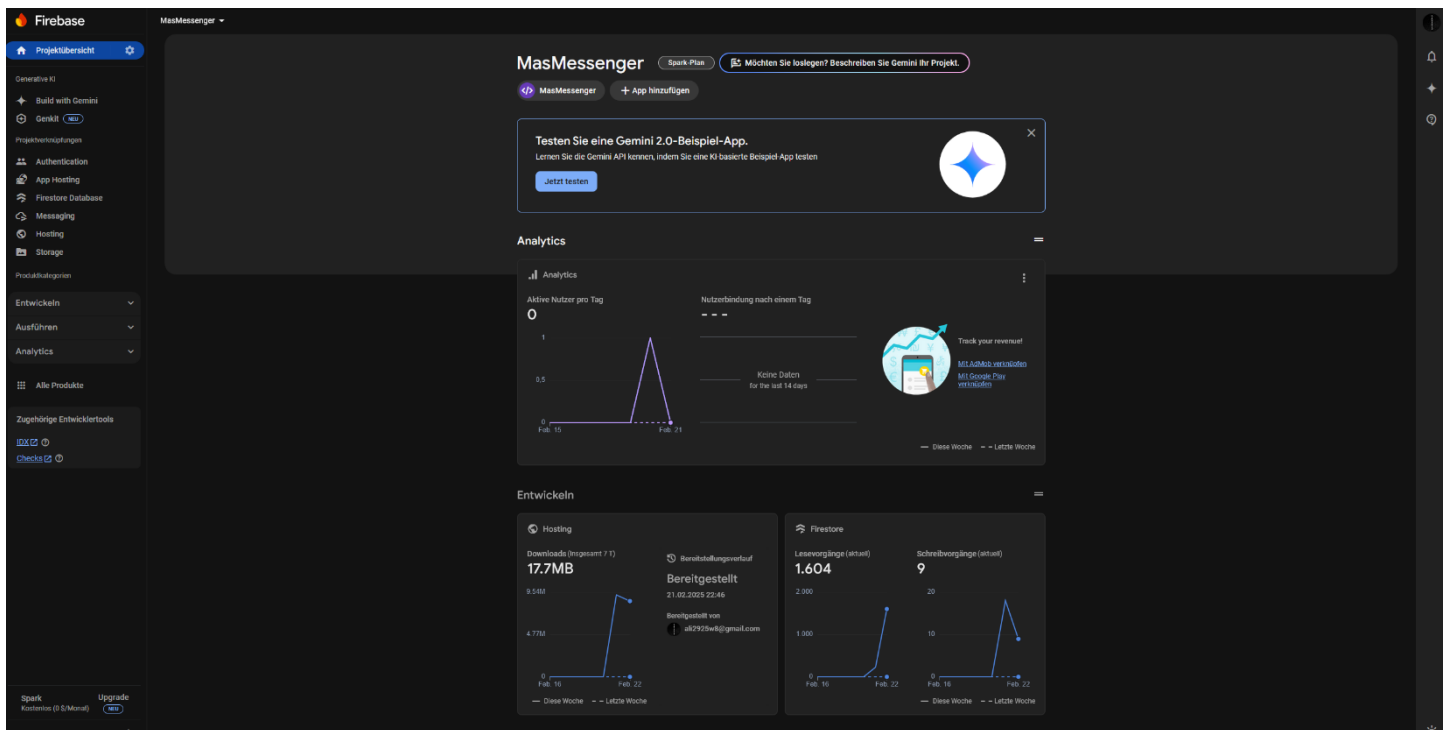 Firebase
MasMessenger
Projektübersicht
Generative KI
Build with Gemini
Genkit NEU
Projektverknüpfungen
Authentication
App Hosting
Firestore Database
Messaging
Hosting
Storage
Produktkategorien
Entwickeln
Ausführen
Analytics
Alle Produkte
Zugehörige Entwicklertools
IDX
Checks
Spark
Kostenlos (0 $/Monat)
Upgrade
NEU
MasMessenger
Spark-Plan
Möchten Sie loslegen? Beschreiben Sie Gemini Ihr Projekt.
MasMessenger
+ App hinzufügen
Testen Sie eine Gemini 2.0-Beispiel-App.
Lernen Sie die Gemini API kennen, indem Sie eine KI-basierte Beispiel-App testen
Jetzt testen
Analytics
Analytics
Aktive Nutzer pro Tag
0
1
0,5
0
Feb. 15
Feb. 21
Nutzerbindung nach einem Tag
- - -
Keine Daten
for the last 14 days
Track your revenue!
Mit AdMob verknüpfen
Mit Google Play
verknüpfen
Diese Woche
Letzte Woche
Entwickeln
Hosting
Downloads (Insgesamt 7 T)
17.7MB
9.54M
4.77M
0
Feb. 16
Feb. 22
Diese Woche
Letzte Woche
Bereitstellungsverlauf
Bereitgestellt
21.02.2025 22:46
Bereitgestellt von
ali2925w8@gmail.com
Firestore
Lesevorgänge (aktuell)
1.604
2.000
1.000
0
Feb. 16
Feb. 22
Schreibvorgänge (aktuell)
9
20
10
0
Feb. 16
Feb. 22
Diese Woche
Letzte Woche